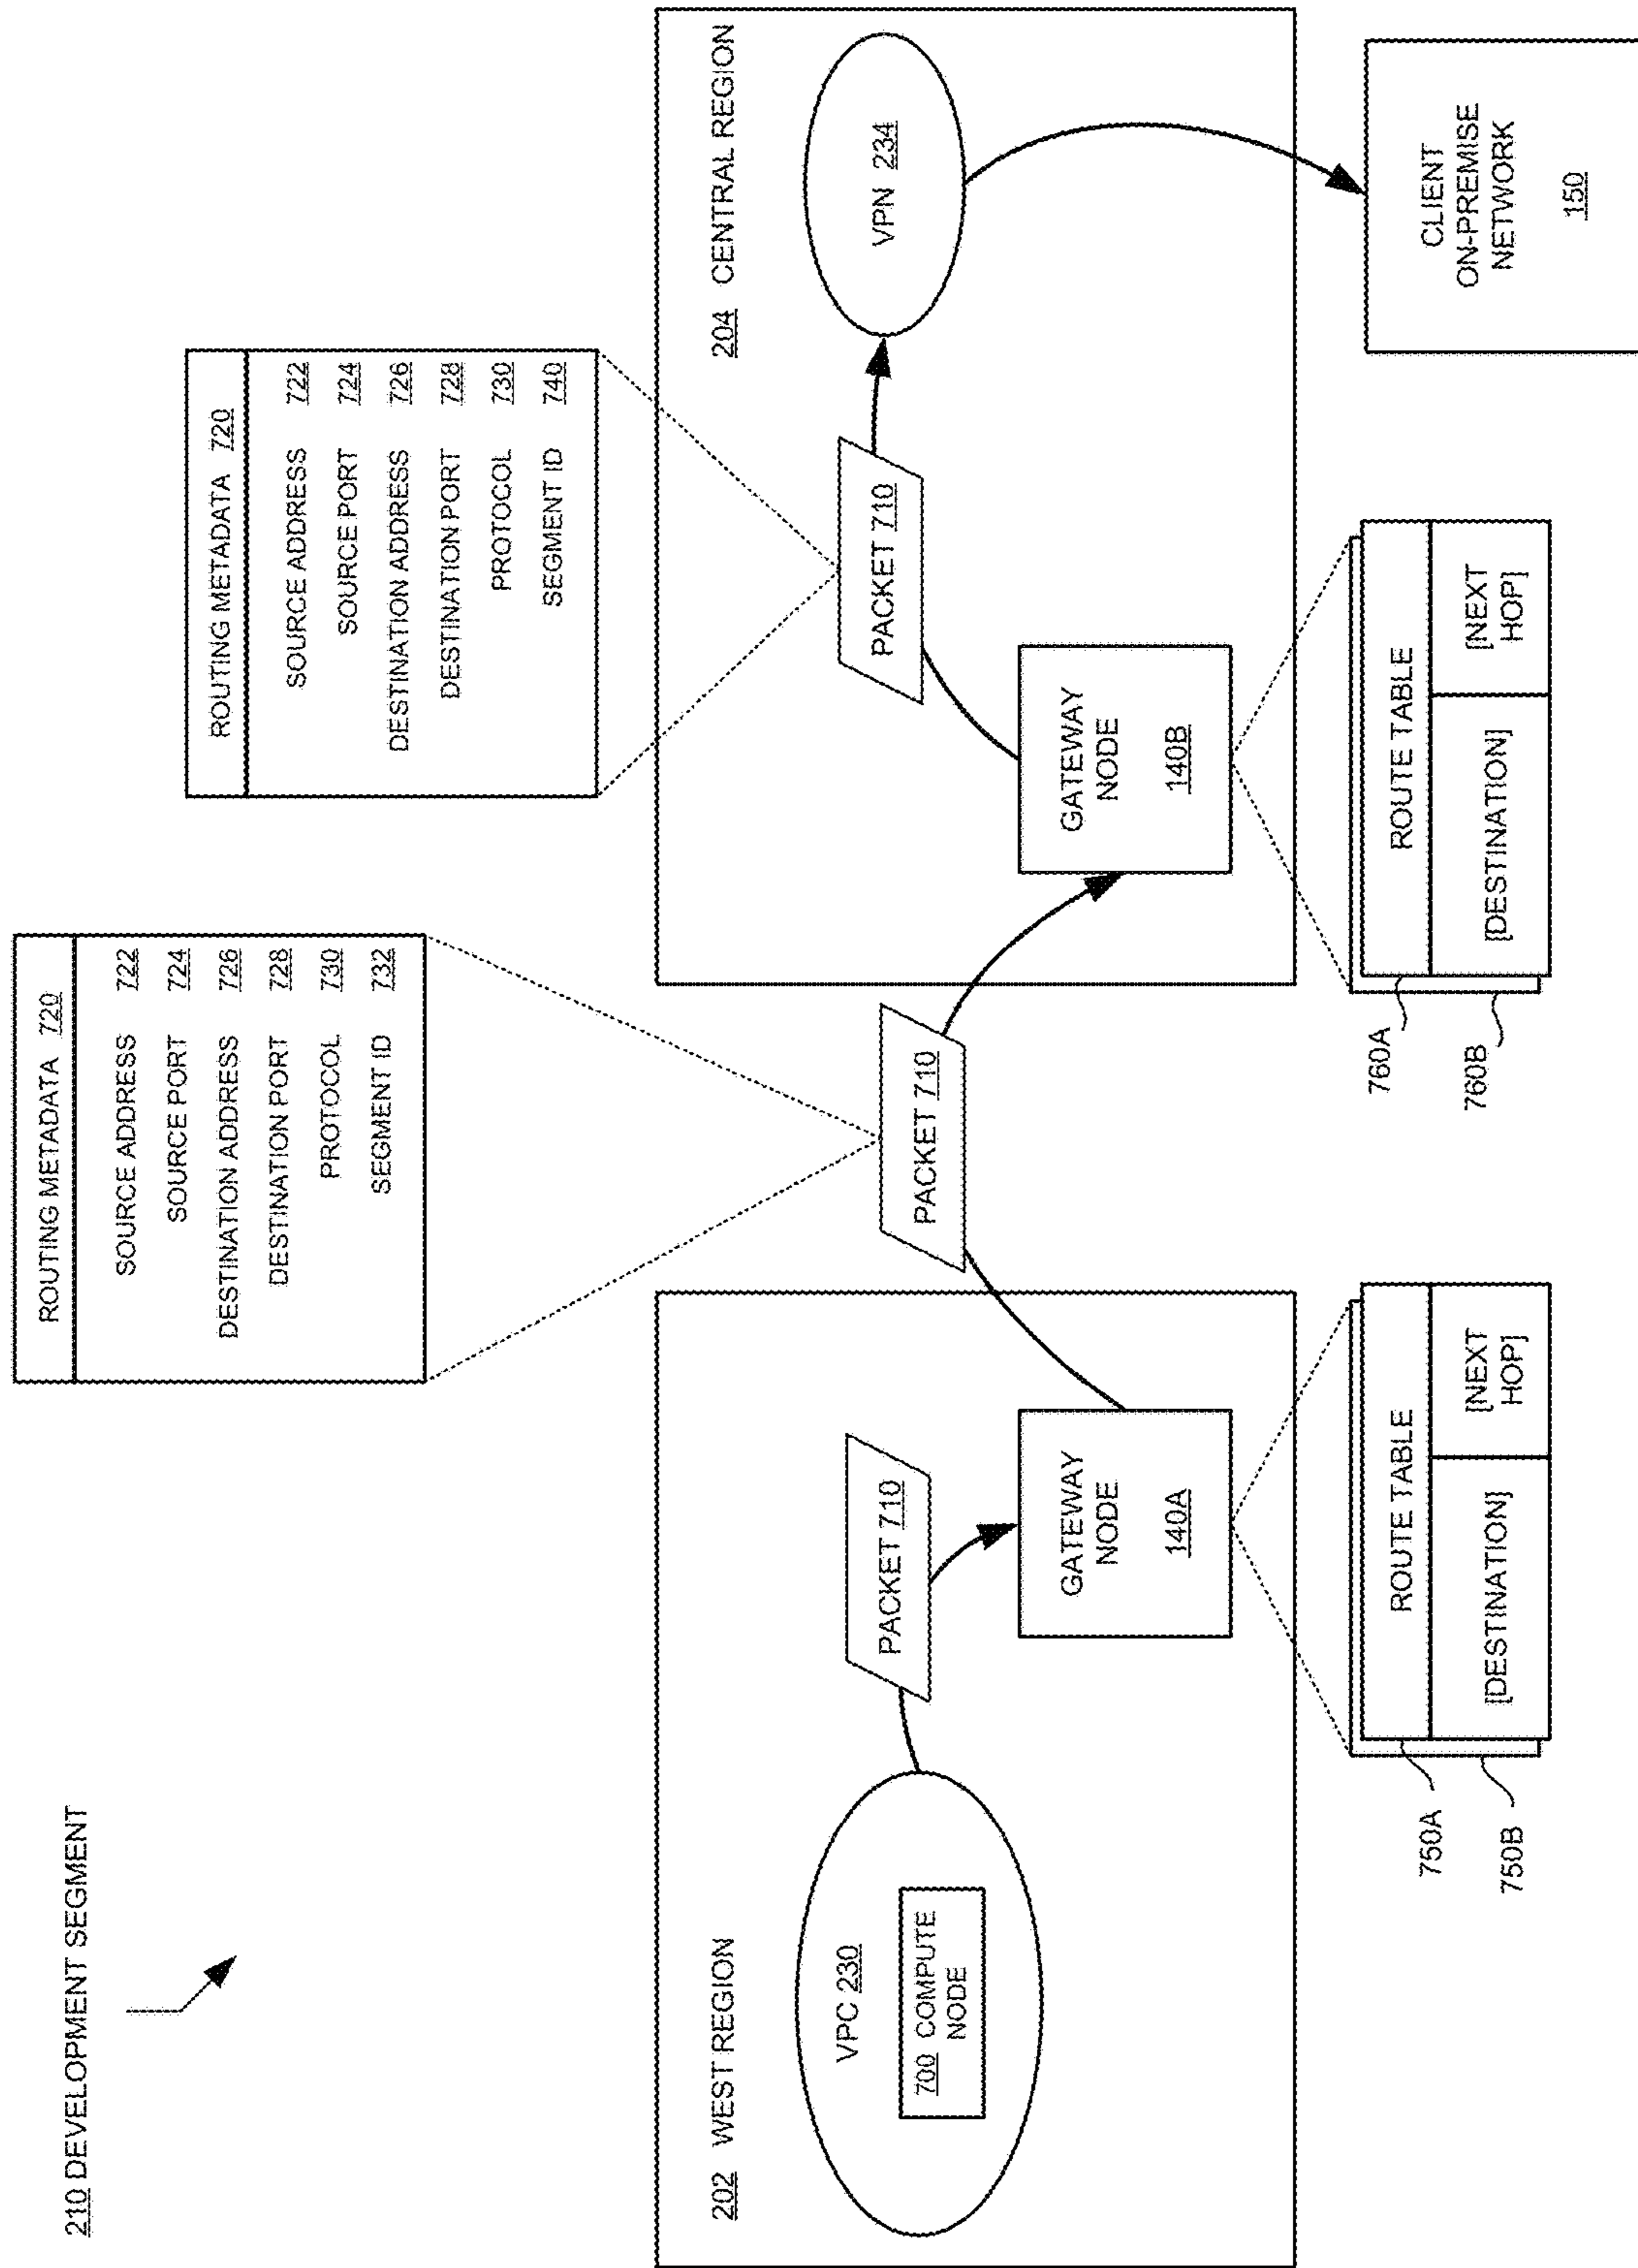 210 DEVELOPMENT SEGMENT
ROUTING METADATA 720
SOURCE ADDRESS 722
SOURCE PORT 724
DESTINATION ADDRESS 726
DESTINATION PORT 728
PROTOCOL 730
SEGMENT ID 732
ROUTING METADATA 720
SOURCE ADDRESS 722
SOURCE PORT 724
DESTINATION ADDRESS 726
DESTINATION PORT 728
PROTOCOL 730
SEGMENT ID 740
202 WEST REGION
VPC 230
700 COMPUTE
NODE
PACKET 710
GATEWAY
NODE
140A
PACKET 710
204 CENTRAL REGION
PACKET 710
VPN 234
GATEWAY
NODE
140B
750A
750B
ROUTE TABLE
[DESTINATION]
[NEXT
HOP]
760A
760B
ROUTE TABLE
[DESTINATION]
[NEXT
HOP]
CLIENT
ON-PREMISE
NETWORK
150